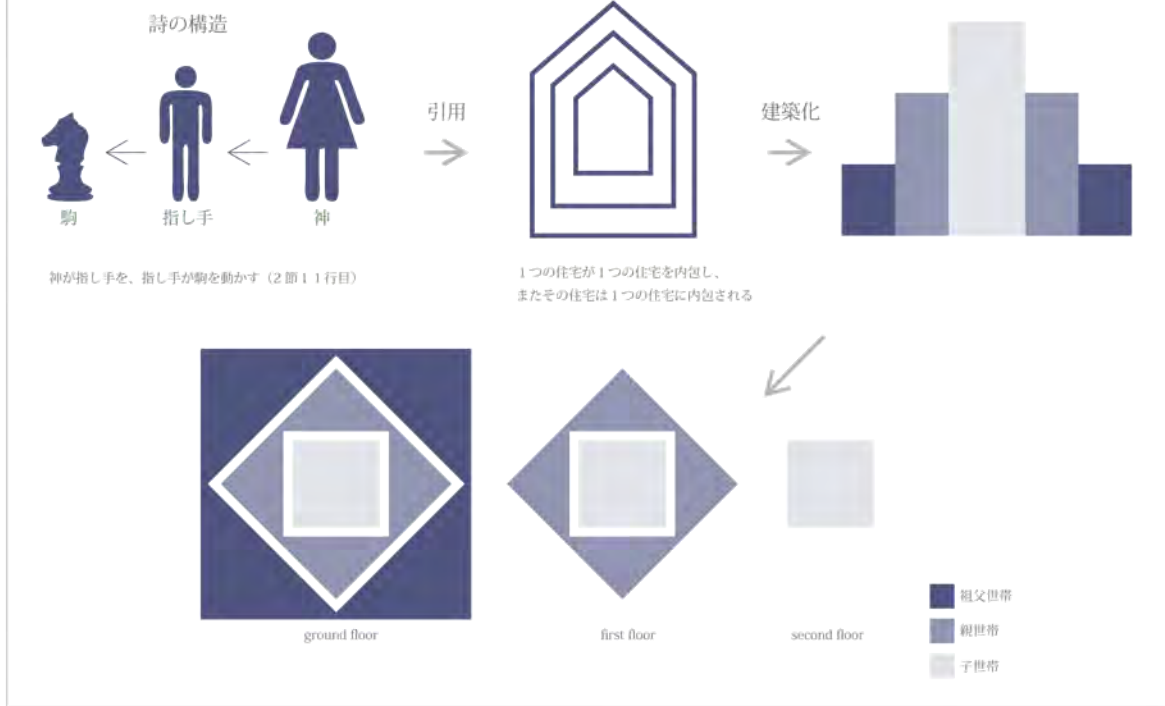 詩の構造
引用
建築化
駒
指し手
神
神が指し手を、指し手が駒を動かす（2節11行目）
1つの住宅が1つの住宅を内包し、
またその住宅は1つの住宅に内包される
ground floor
first floor
second floor
祖父世帯
親世帯
子世帯